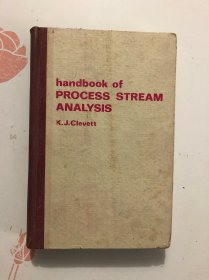 handbook of
PROCESS STREAM
ANALYSIS
K.J.Clevett